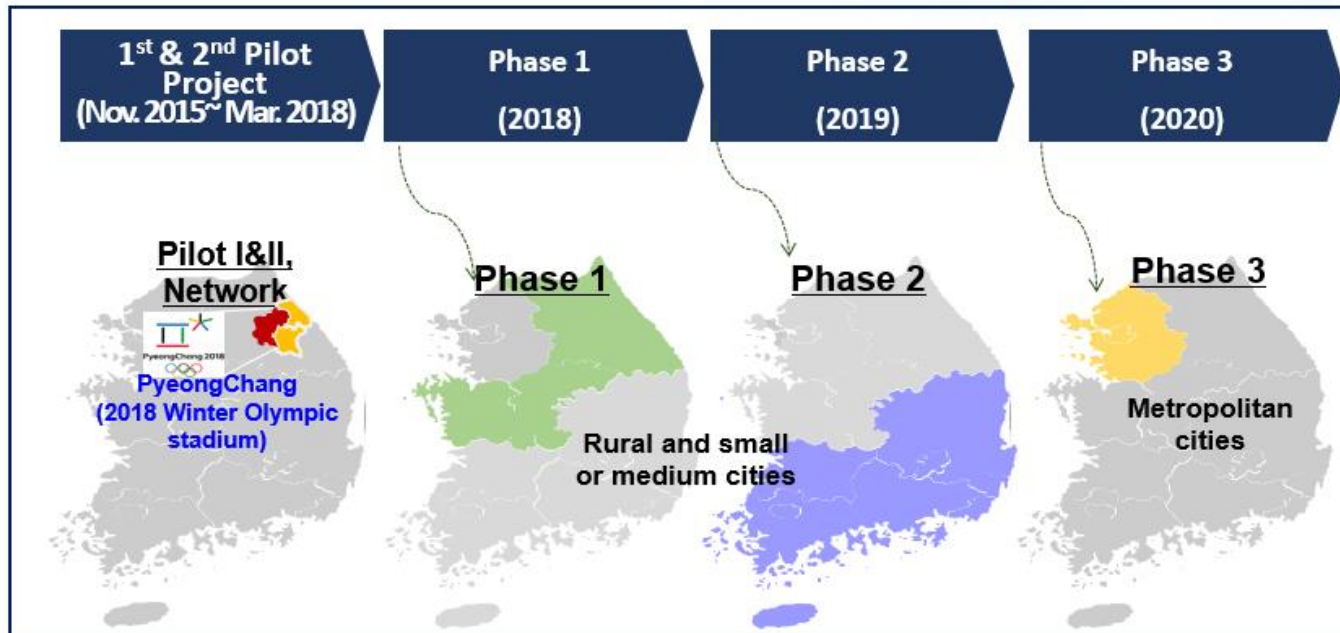 1st & 2nd Pilot
Project
(Nov. 2015~ Mar. 2018)
Phase 1
(2018)
Phase 2
(2019)
Phase 3
(2020)
Pilot I&II,
Network
PyeongChang 2018
PyeongChang
(2018 Winter Olympic
stadium)
Phase 1
Phase 2
Rural and small
or medium cities
Phase 3
Metropolitan
cities